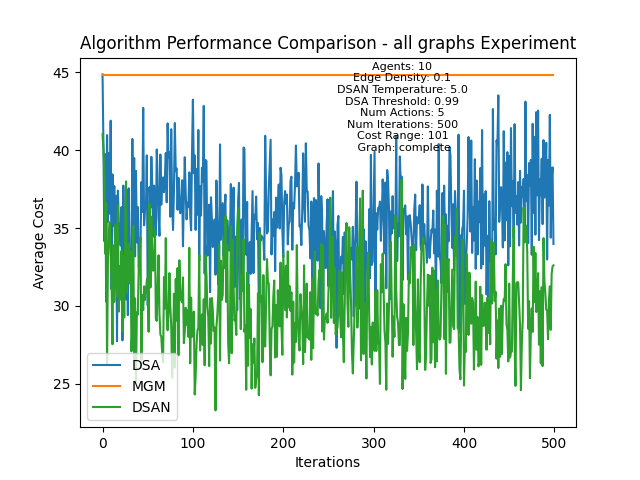 Algorithm Performance Comparison - all graphs Experiment
Agents: 10
Edge Density: 0.1
DSAN Temperature: 5.0
DSA Threshold: 0.99
Num Actions: 5
Num Iterations: 500
Cost Range: 101
Graph: complete
45
40
35
30
25
Average Cost
DSA
MGM
DSAN
0
100
200
300
400
500
Iterations